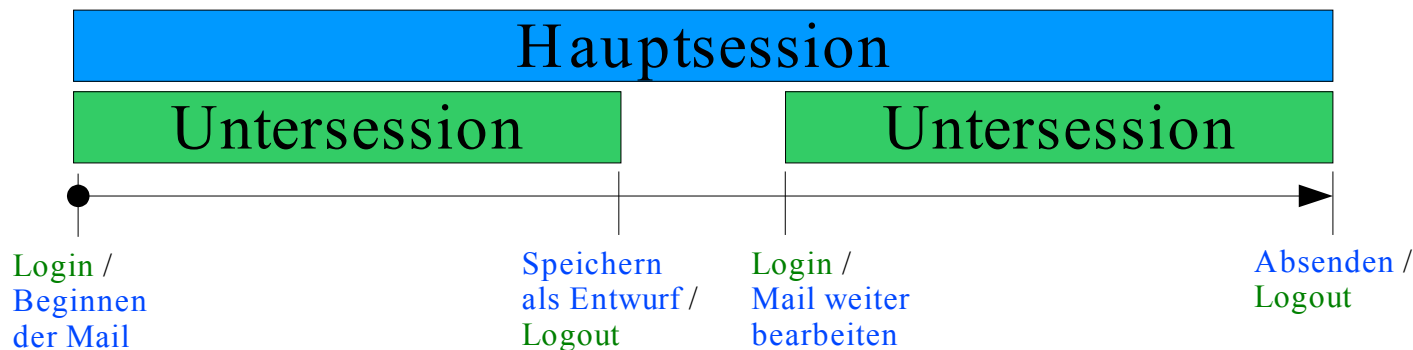 Hauptsession
Untersession
Untersession
Login /
Beginnen
der Mail
Speichern
als Entwurf /
Logout
Login /
Mail weiter
bearbeiten
Absenden /
Logout